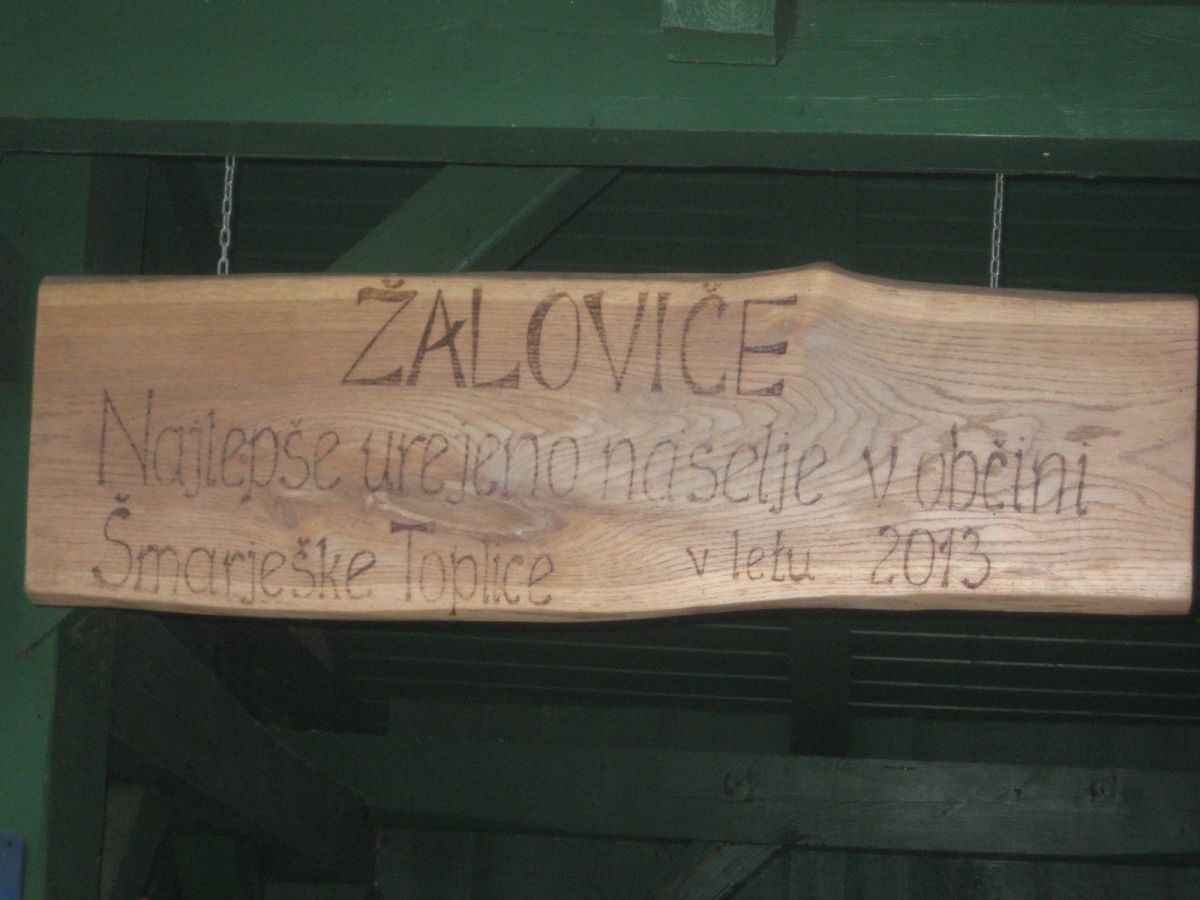 ŽALOVIČE
Najlepše urejeno naselje v občini
Šmarješke Toplice v letu 2013